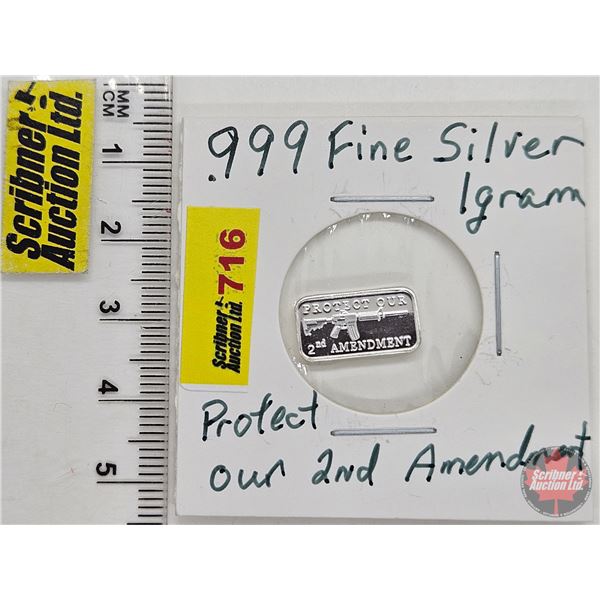 Scribner
Auction Ltd.
MM
CM
1
2
3
4
5
.999 Fine Silver
1gram
Scribner
Auction Ltd.
716
PROTECT OUR
2nd AMENDMENT
Protect
our 2nd Amendment
Scribner
Auction Ltd.